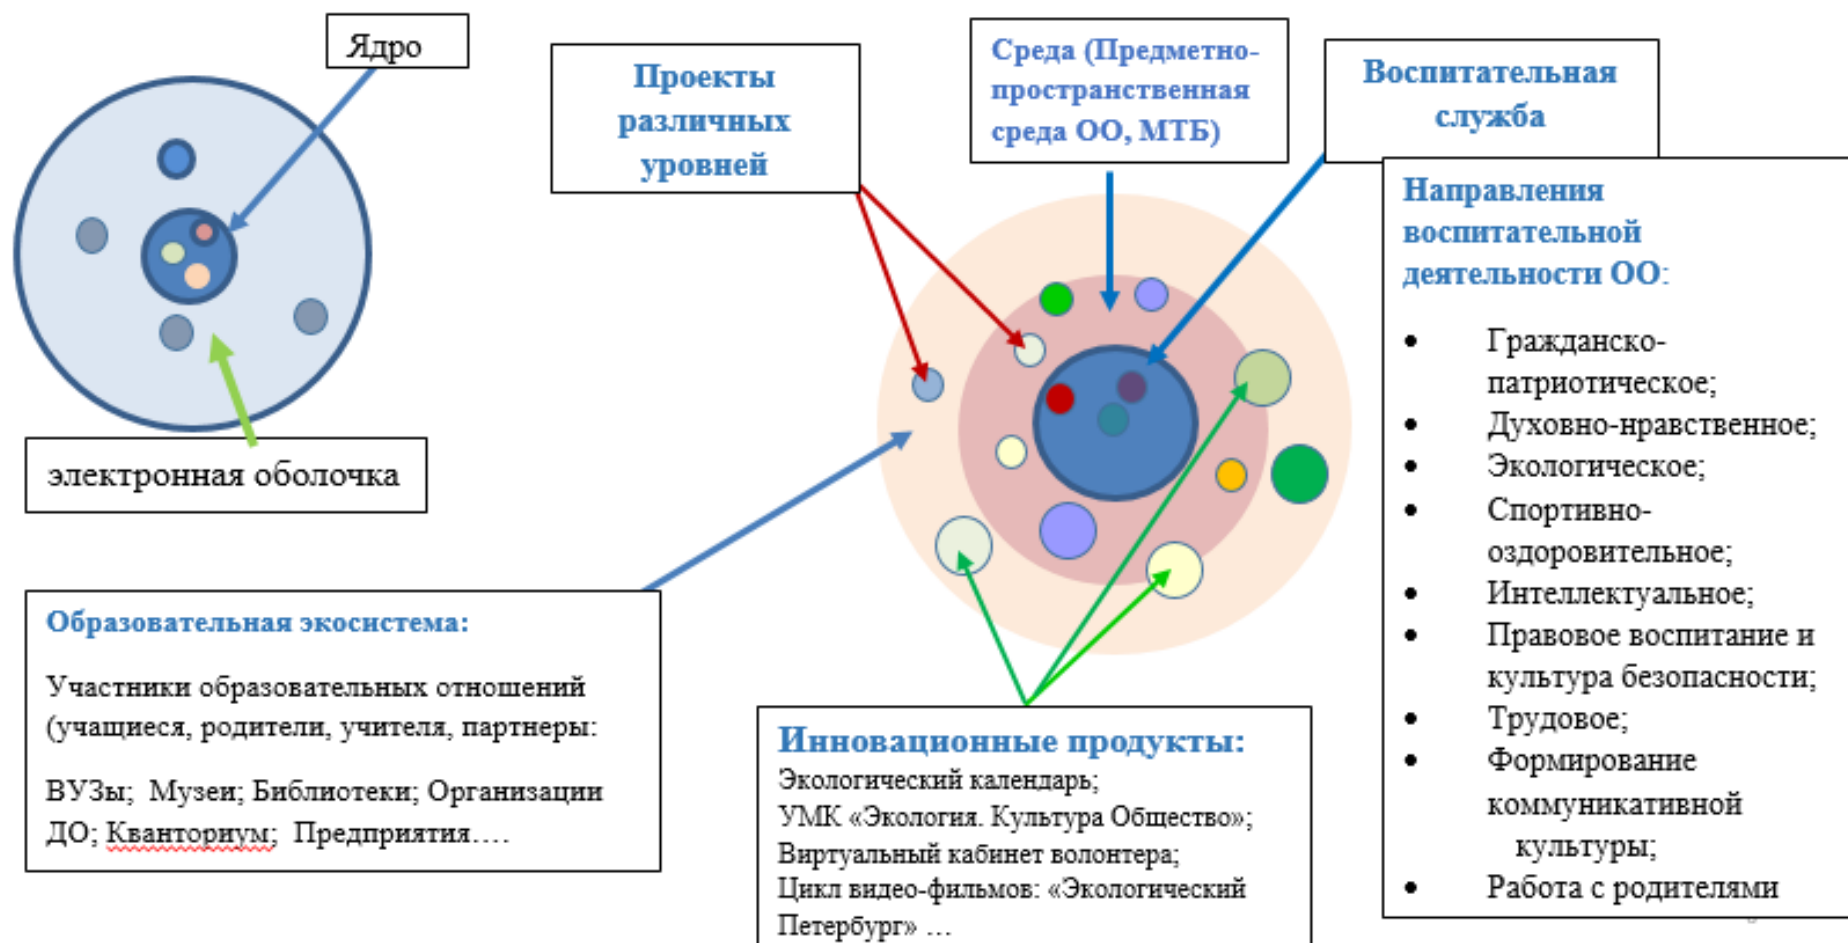 Ядро
электронная оболочка
Проекты
различных
уровней
Среда (Предметно-
пространственная
среда ОО, МТБ)
Воспитательная
служба
Направления
воспитательной
деятельности ОО:
• Гражданско-
патриотическое;
• Духовно-нравственное;
• Экологическое;
• Спортивно-
оздоровительное;
• Интеллектуальное;
• Правовое воспитание и
культура безопасности;
• Трудовое;
• Формирование
коммуникативной
культуры;
• Работа с родителями
Образовательная экосистема:
Участники образовательных отношений
(учащиеся, родители, учителя, партнеры:
ВУЗы; Музеи; Библиотеки; Организации
ДО; Кванториум; Предприятия….
Инновационные продукты:
Экологический календарь;
УМК «Экология. Культура Общество»;
Виртуальный кабинет волонтера;
Цикл видео-фильмов: «Экологический
Петербург» …